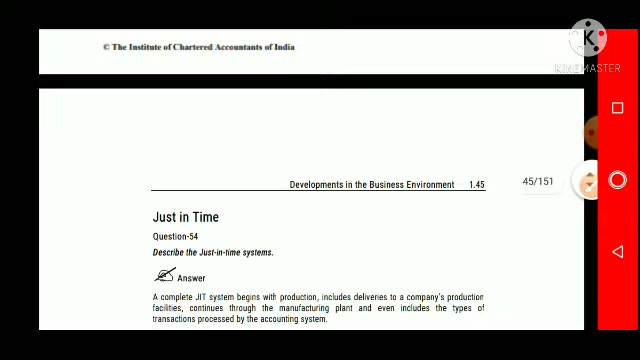 © The Institute of Chartered Accountants of India
K
KINEMASTER
Developments in the Business Environment 1.45
45/151
Just in Time
Question-54
Describe the Just-in-time systems.
Answer
A complete JIT system begins with production, includes deliveries to a company's production
facilities, continues through the manufacturing plant and even includes the types of
transactions processed by the accounting system.